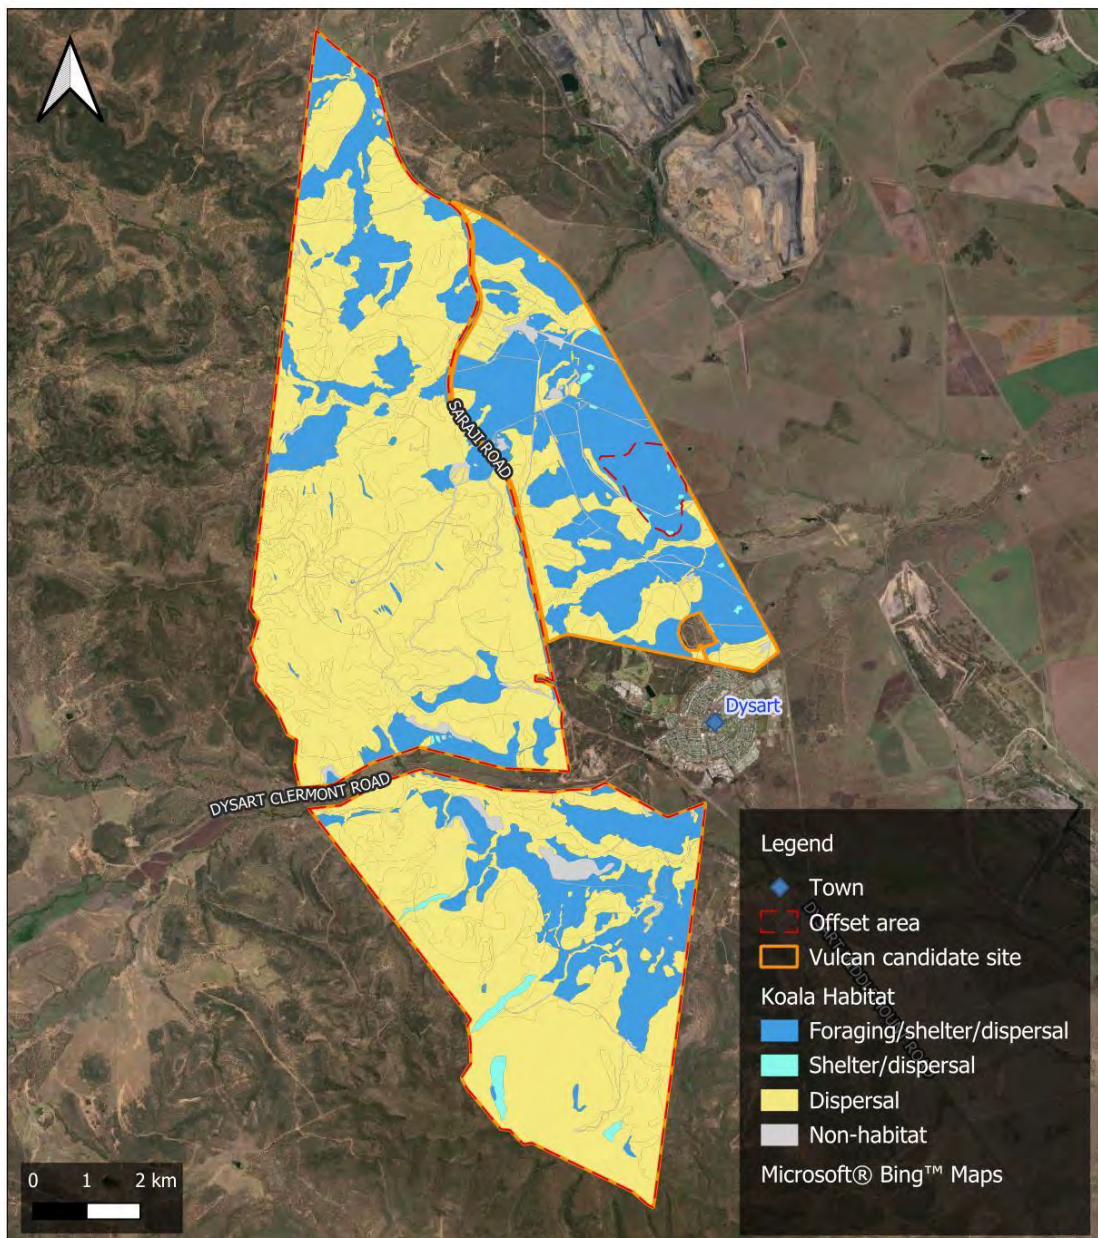 SARAJI ROAD
Dysart
DYSART CLERMONT ROAD
Legend
Town
Offset area
Vulcan candidate site
Koala Habitat
Foraging/shelter/dispersal
Shelter/dispersal
Dispersal
Non-habitat
Microsoft® Bing™ Maps
0 1 2 km